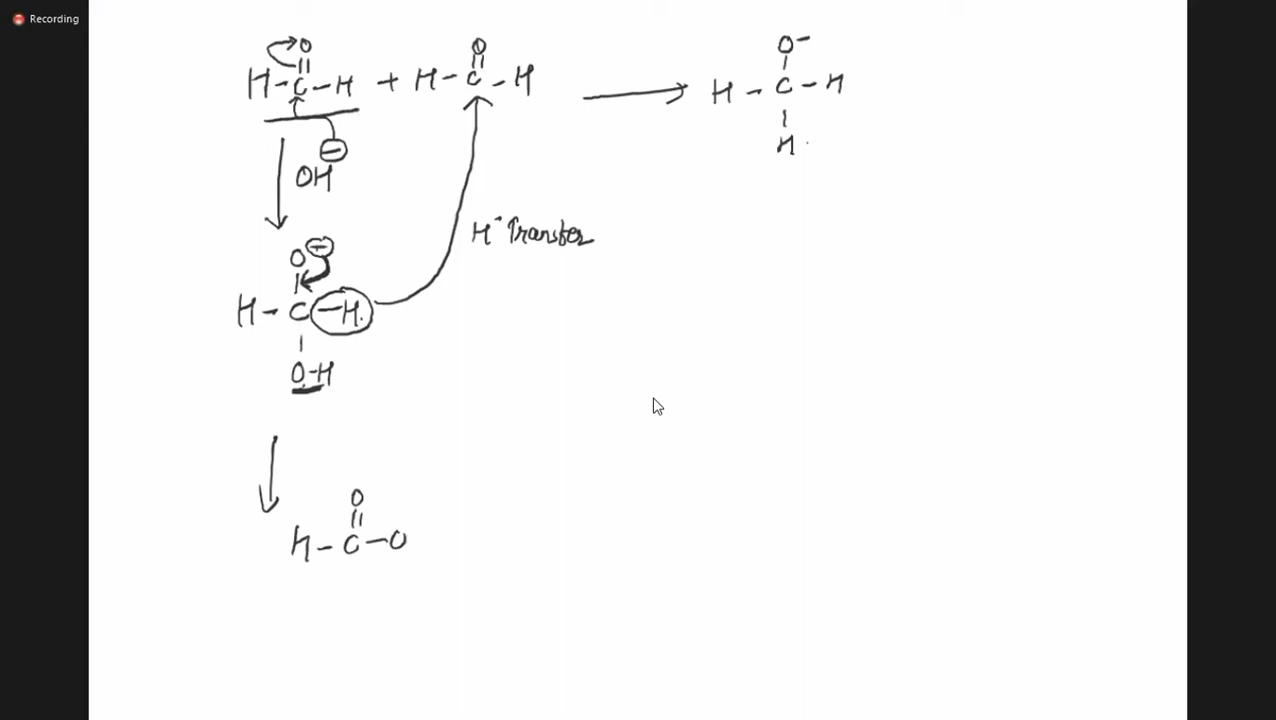 Recording
O O O-
|| || |
H-C-H + H-C-H → H-C-H
| 
H
⊖
OH
H- Transfer
O⊖
|
H-C-H.
|
O-H
O
||
H-C-O